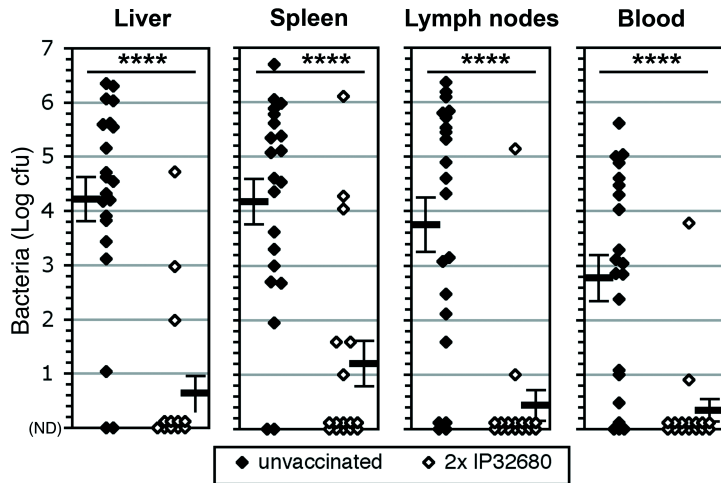 Liver Spleen Lymph nodes Blood
**** **** **** ****
7
6
5
4
3
2
1
(ND)
Bacteria (Log cfu)
unvaccinated 2x IP32680